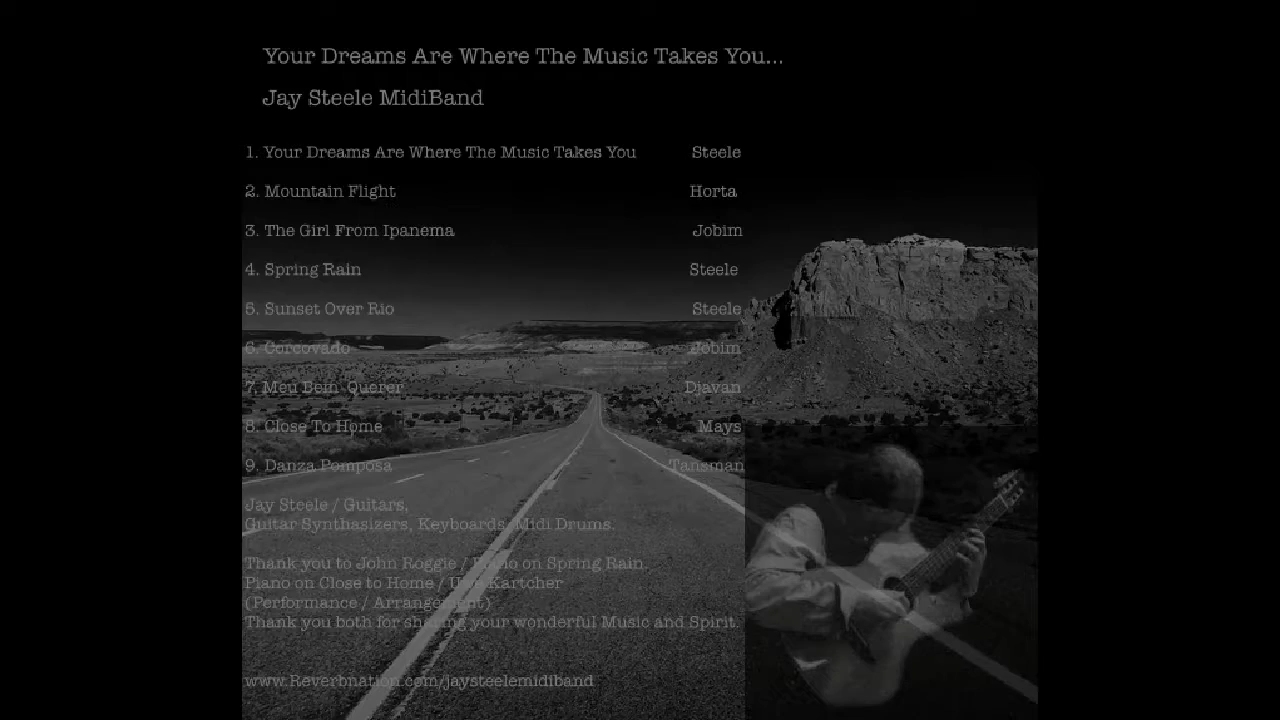 Your Dreams Are Where The Music Takes You...
Jay Steele MidiBand
1. Your Dreams Are Where The Music Takes You Steele
2. Mountain Flight Horta
3. The Girl From Ipanema Jobim
4. Spring Rain Steele
5. Sunset Over Rio Steele
6. Corcovado Jobim
7. Meu Bem Querer Djavan
8. Close To Home Mays
9. Danza Pomposa Tansman
Jay Steele / Guitars,
Guitar Synthasizers, Keyboards, Midi Drums.
Thank you to John Roggie / Piano on Spring Rain,
Piano on Close to Home / Uwe Kartcher
(Performance / Arrangement)
Thank you both for sharing your wonderful Music and Spirit.
www.Reverbnation.com/jaysteelemidiband